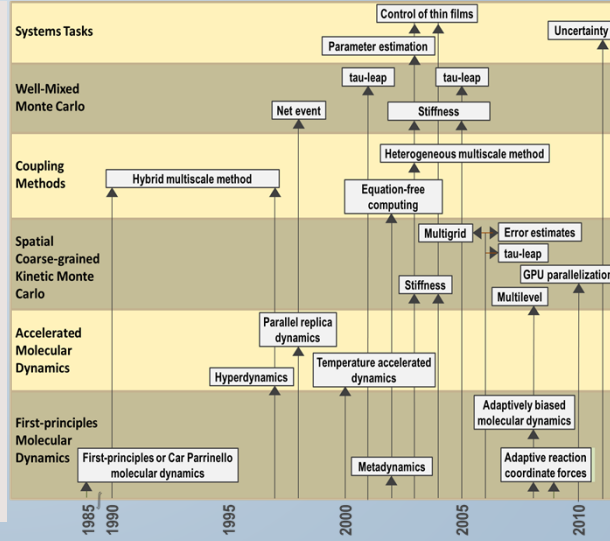 Systems Tasks
Control of thin films
Uncertainty
Parameter estimation
Well-Mixed
Monte Carlo
tau-leap
tau-leap
Net event
Stiffness
Coupling
Methods
Heterogeneous multiscale method
Hybrid multiscale method
Equation-free
computing
Spatial
Coarse-grained
Kinetic Monte
Carlo
Multigrid
Error estimates
tau-leap
GPU parallelization
Stiffness
Multilevel
Accelerated
Molecular
Dynamics
Parallel replica
dynamics
Hyperdynamics
Temperature accelerated
dynamics
First-principles
Molecular
Dynamics
Adaptively biased
molecular dynamics
First-principles or Car Parrinello
molecular dynamics
Metadynamics
Adaptive reaction
coordinate forces
1985
1990
1995
2000
2005
2010